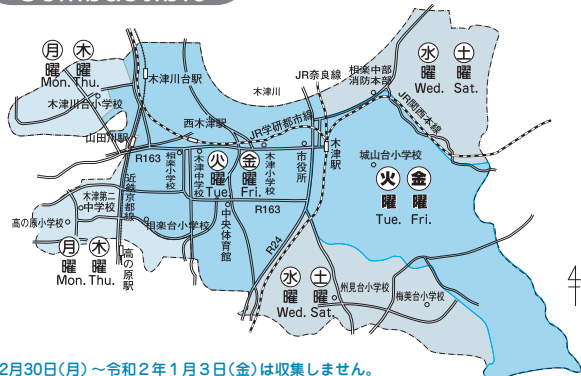 Combustible
月 木
曜 曜
Mon. Thu.
木津川台駅
木津川
水 土
曜 曜
Wed. Sat.
JR奈良線
相楽中部
消防本部
木津川台小学校
西木津駅
JR学研都市線
JR関西本線
山田川駅
R163
相楽小学校
木津中学校
火 金
曜 曜
Tue. Fri.
木津小学校
市役所
木津駅
城山台小学校
火 金
曜 曜
Tue. Fri.
木津第二
中学校
近鉄京都線
R163
高の原小学校
相楽台小学校
中央体育館
月 木
曜 曜
Mon. Thu.
高の原駅
R24
水 土
曜 曜
Wed. Sat.
州見台小学校
梅美台小学校
2月30日(月)～令和2年1月3日(金)は収集しません。